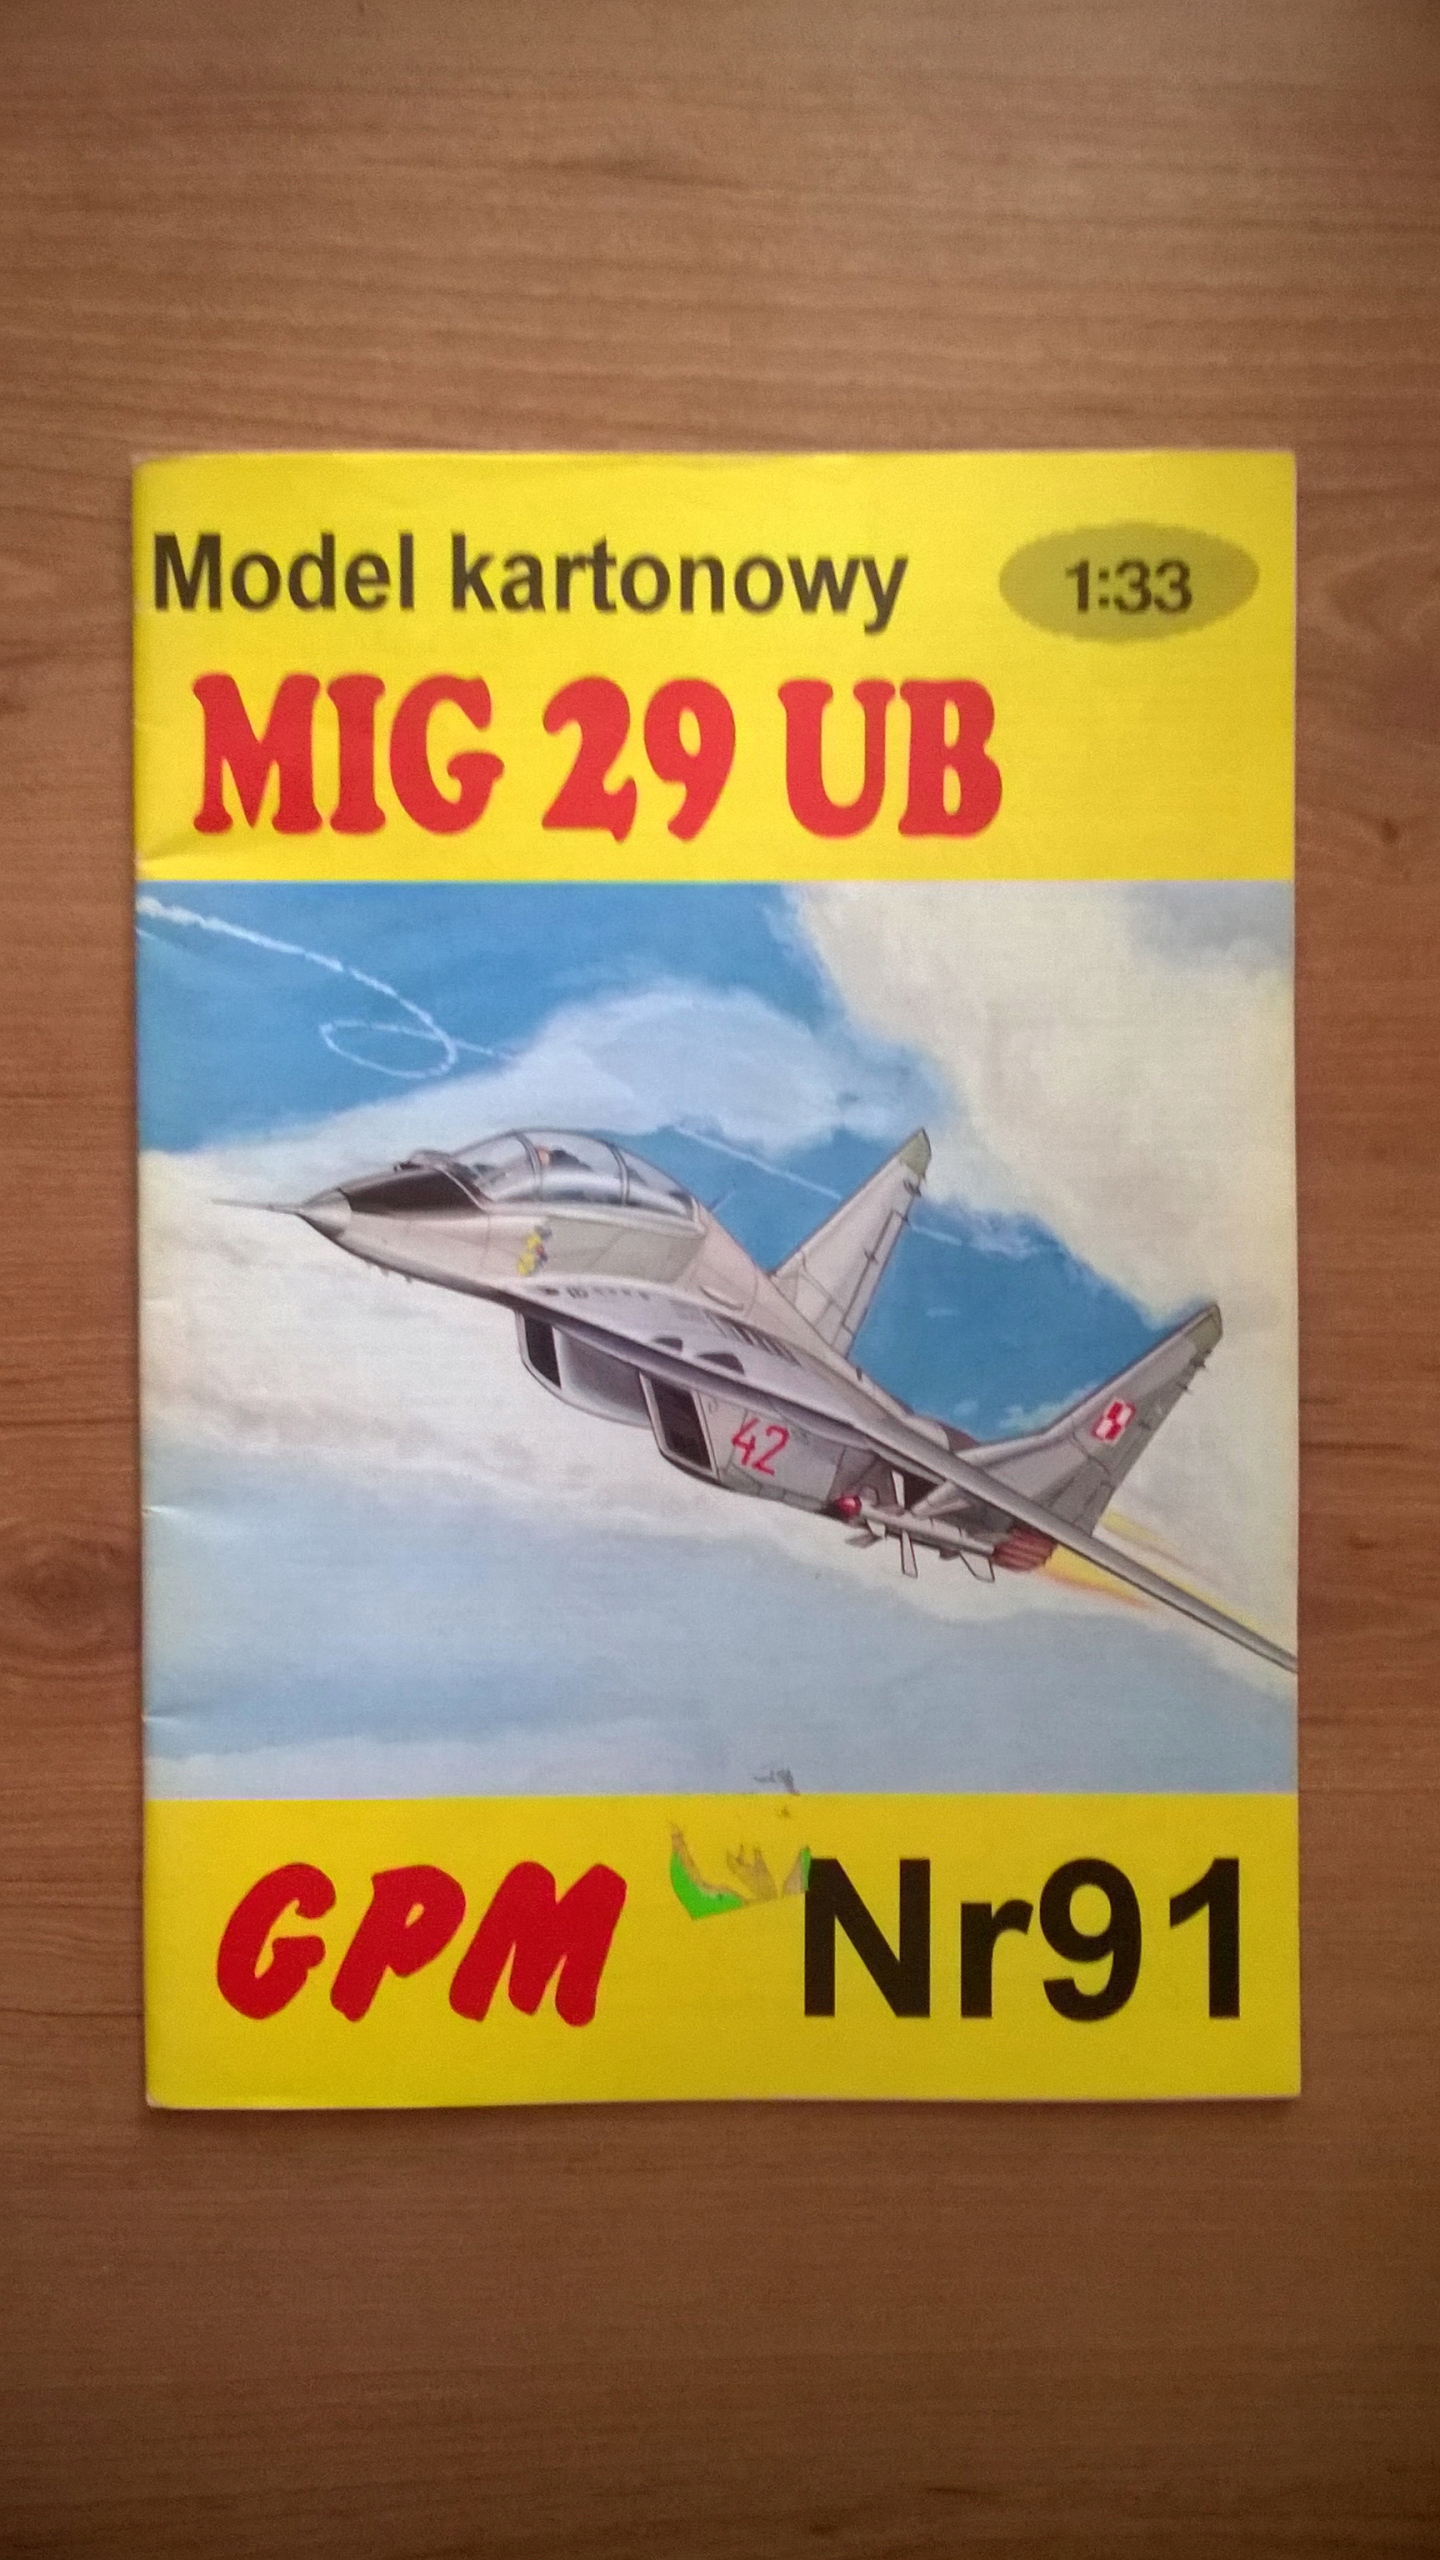 Model kartonowy
1:33
MIG 29 UB
42
GPM
Nr91